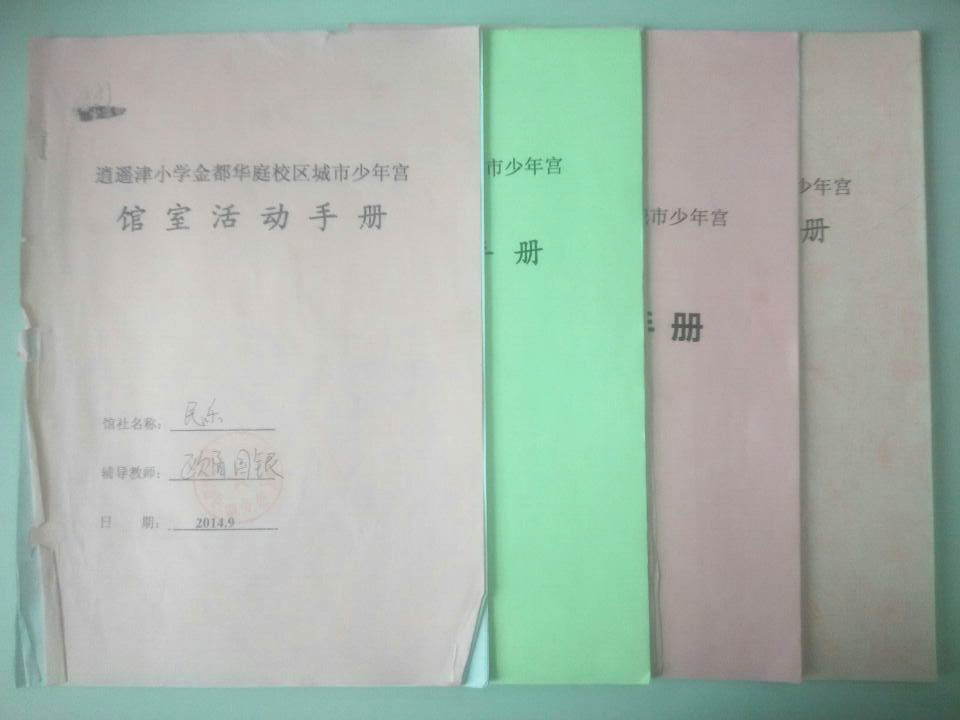 逍遥津小学金都华庭校区城市少年宫
馆室活动手册
馆社名称：民乐
辅导教师：
日 期：2014.9
市少年宫
册
城市少年宫
册
少年宫
册